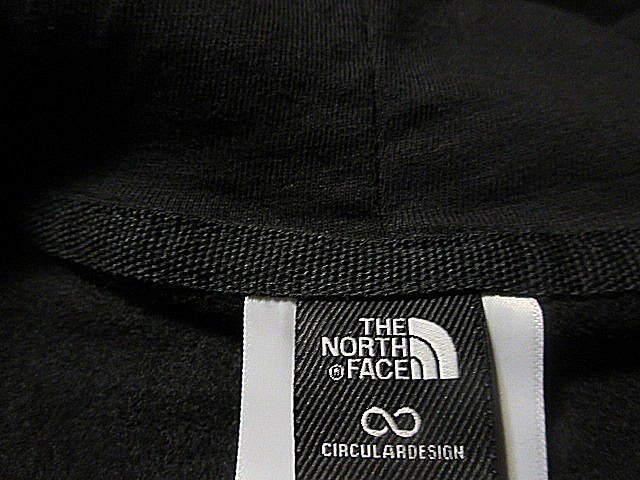 THE
NORTH
® FACE
CIRCULARDESIGN